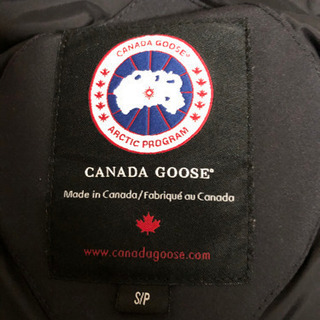 CANADA GOOSE®
ARCTIC PROGRAM
CANADA GOOSE®
Made in Canada/Fabriqué au Canada
www.canadagoose.com
S/P